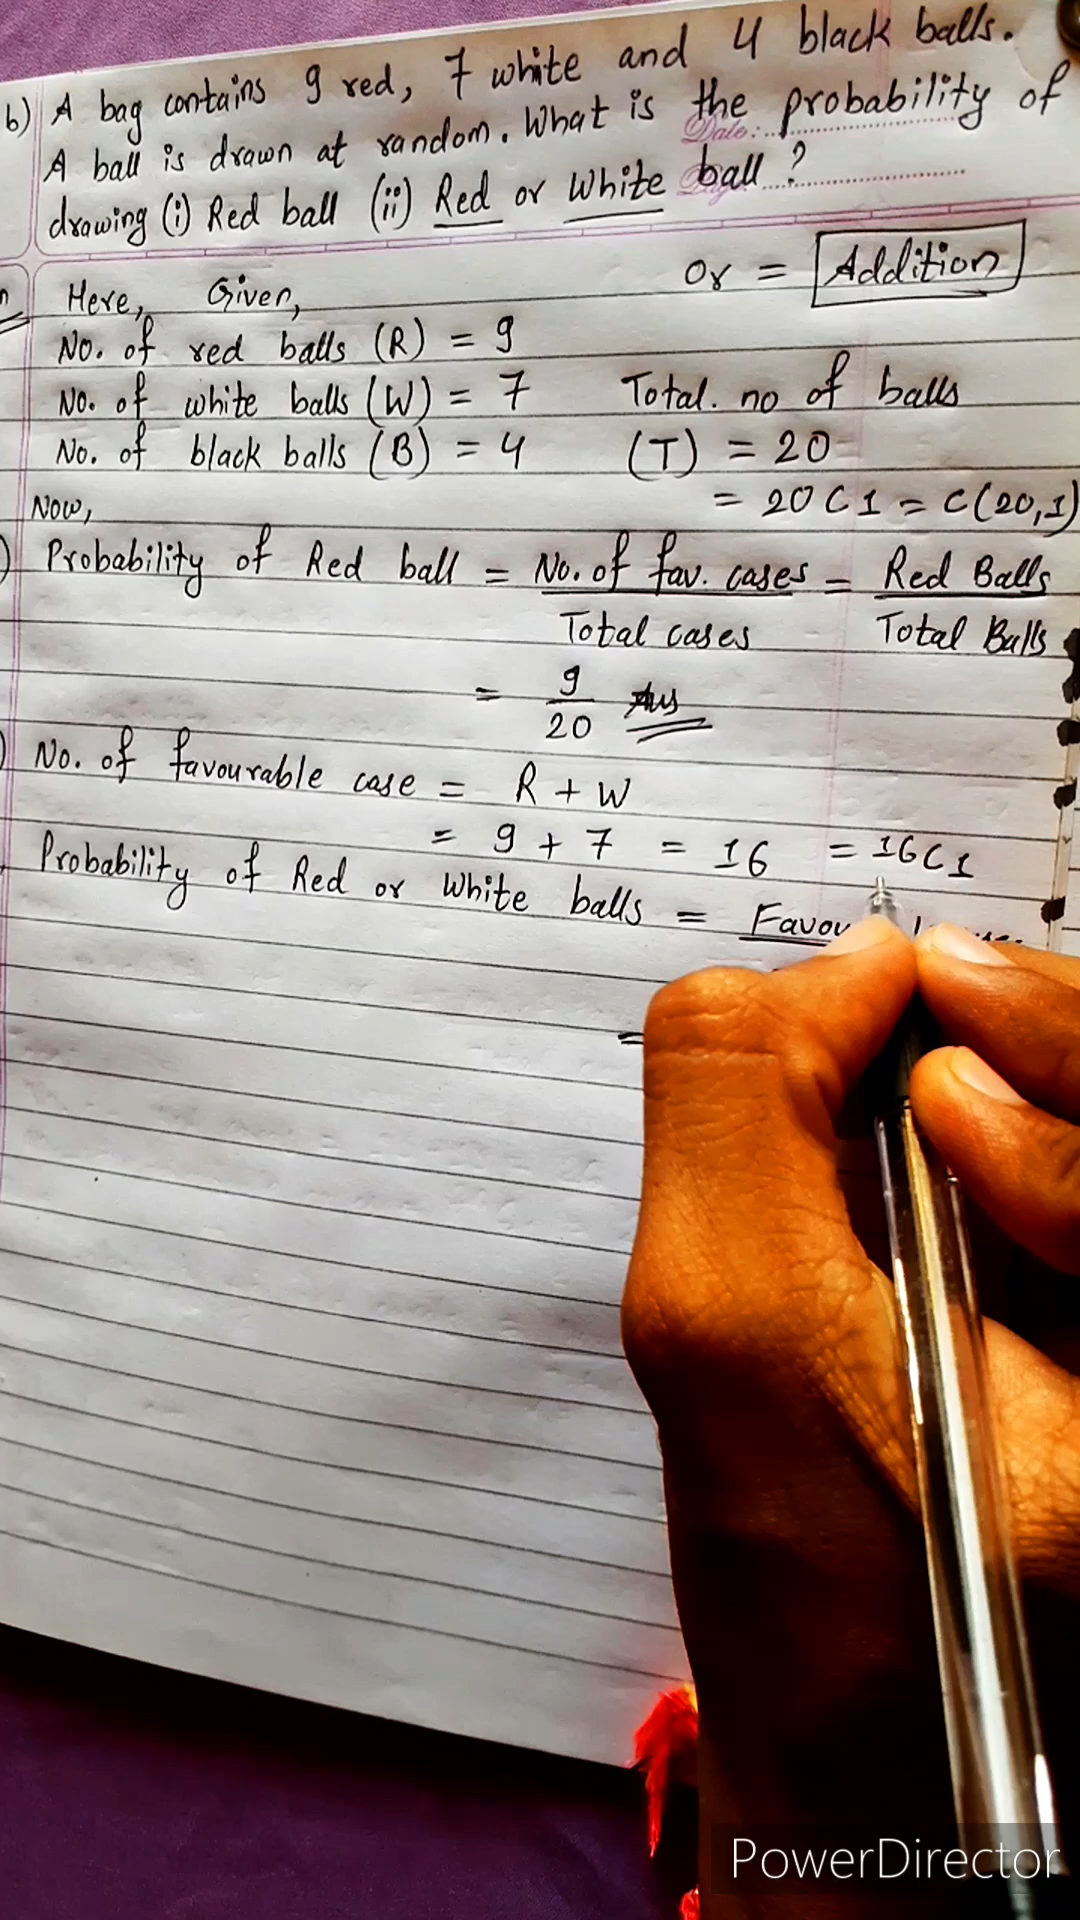 b) A bag contains 9 red, 7 white and 4 black balls.
A ball is drawn at random. What is the probability of
Date:
drawing (i) Red ball (ii) Red or White ball ?
Or = Addition
Here, Given,
No. of red balls (R) = 9
No. of white balls (W) = 7 Total. no of balls
No. of black balls (B) = 4 (T) = 20
= 20 C 1 = C(20,1)
Now,
) Probability of Red ball = No. of fav. cases = Red Balls
Total cases Total Balls
= 9
20 Ans
) No. of favourable case = R + W
= 9 + 7 = 16 = 16C1
Probability of Red or White balls =
=
PowerDirector